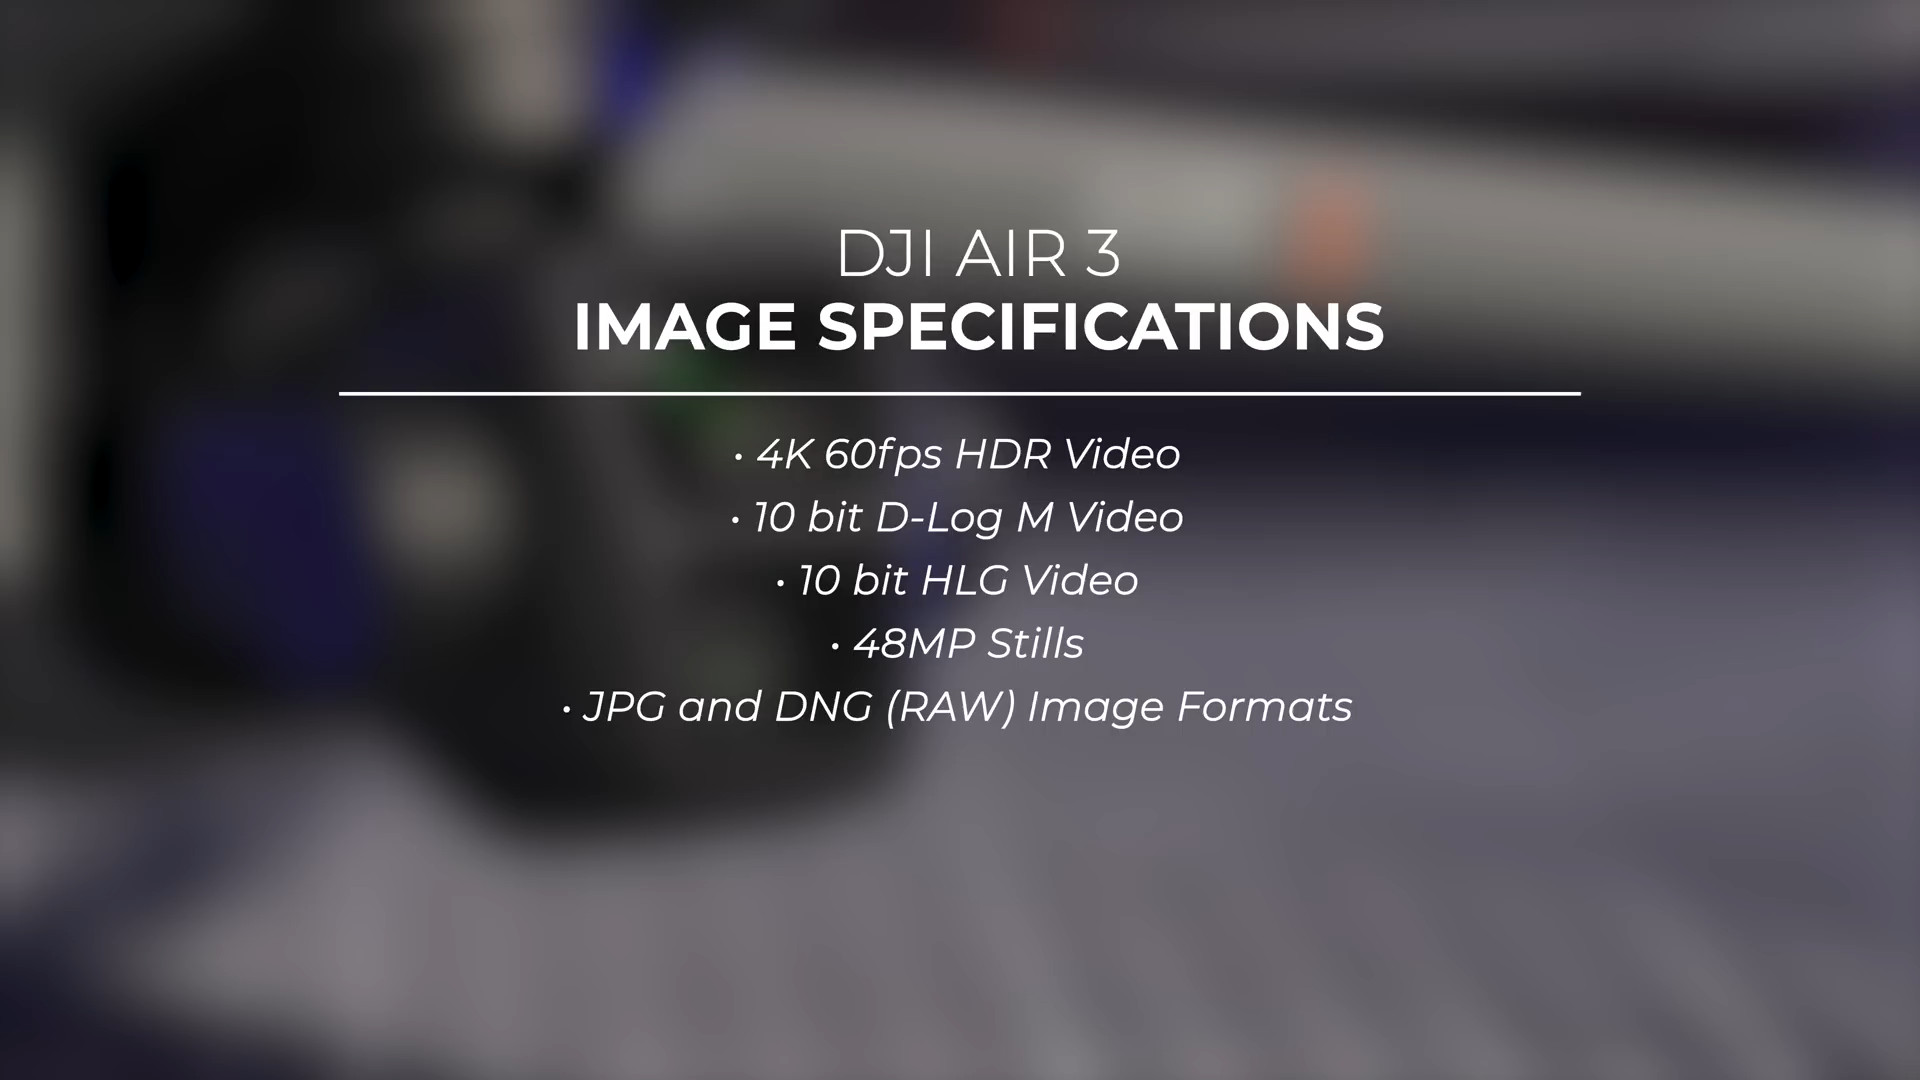 DJI AIR 3
IMAGE SPECIFICATIONS
• 4K 60fps HDR Video
• 10 bit D-Log M Video
• 10 bit HLG Video
• 48MP Stills
• JPG and DNG (RAW) Image Formats